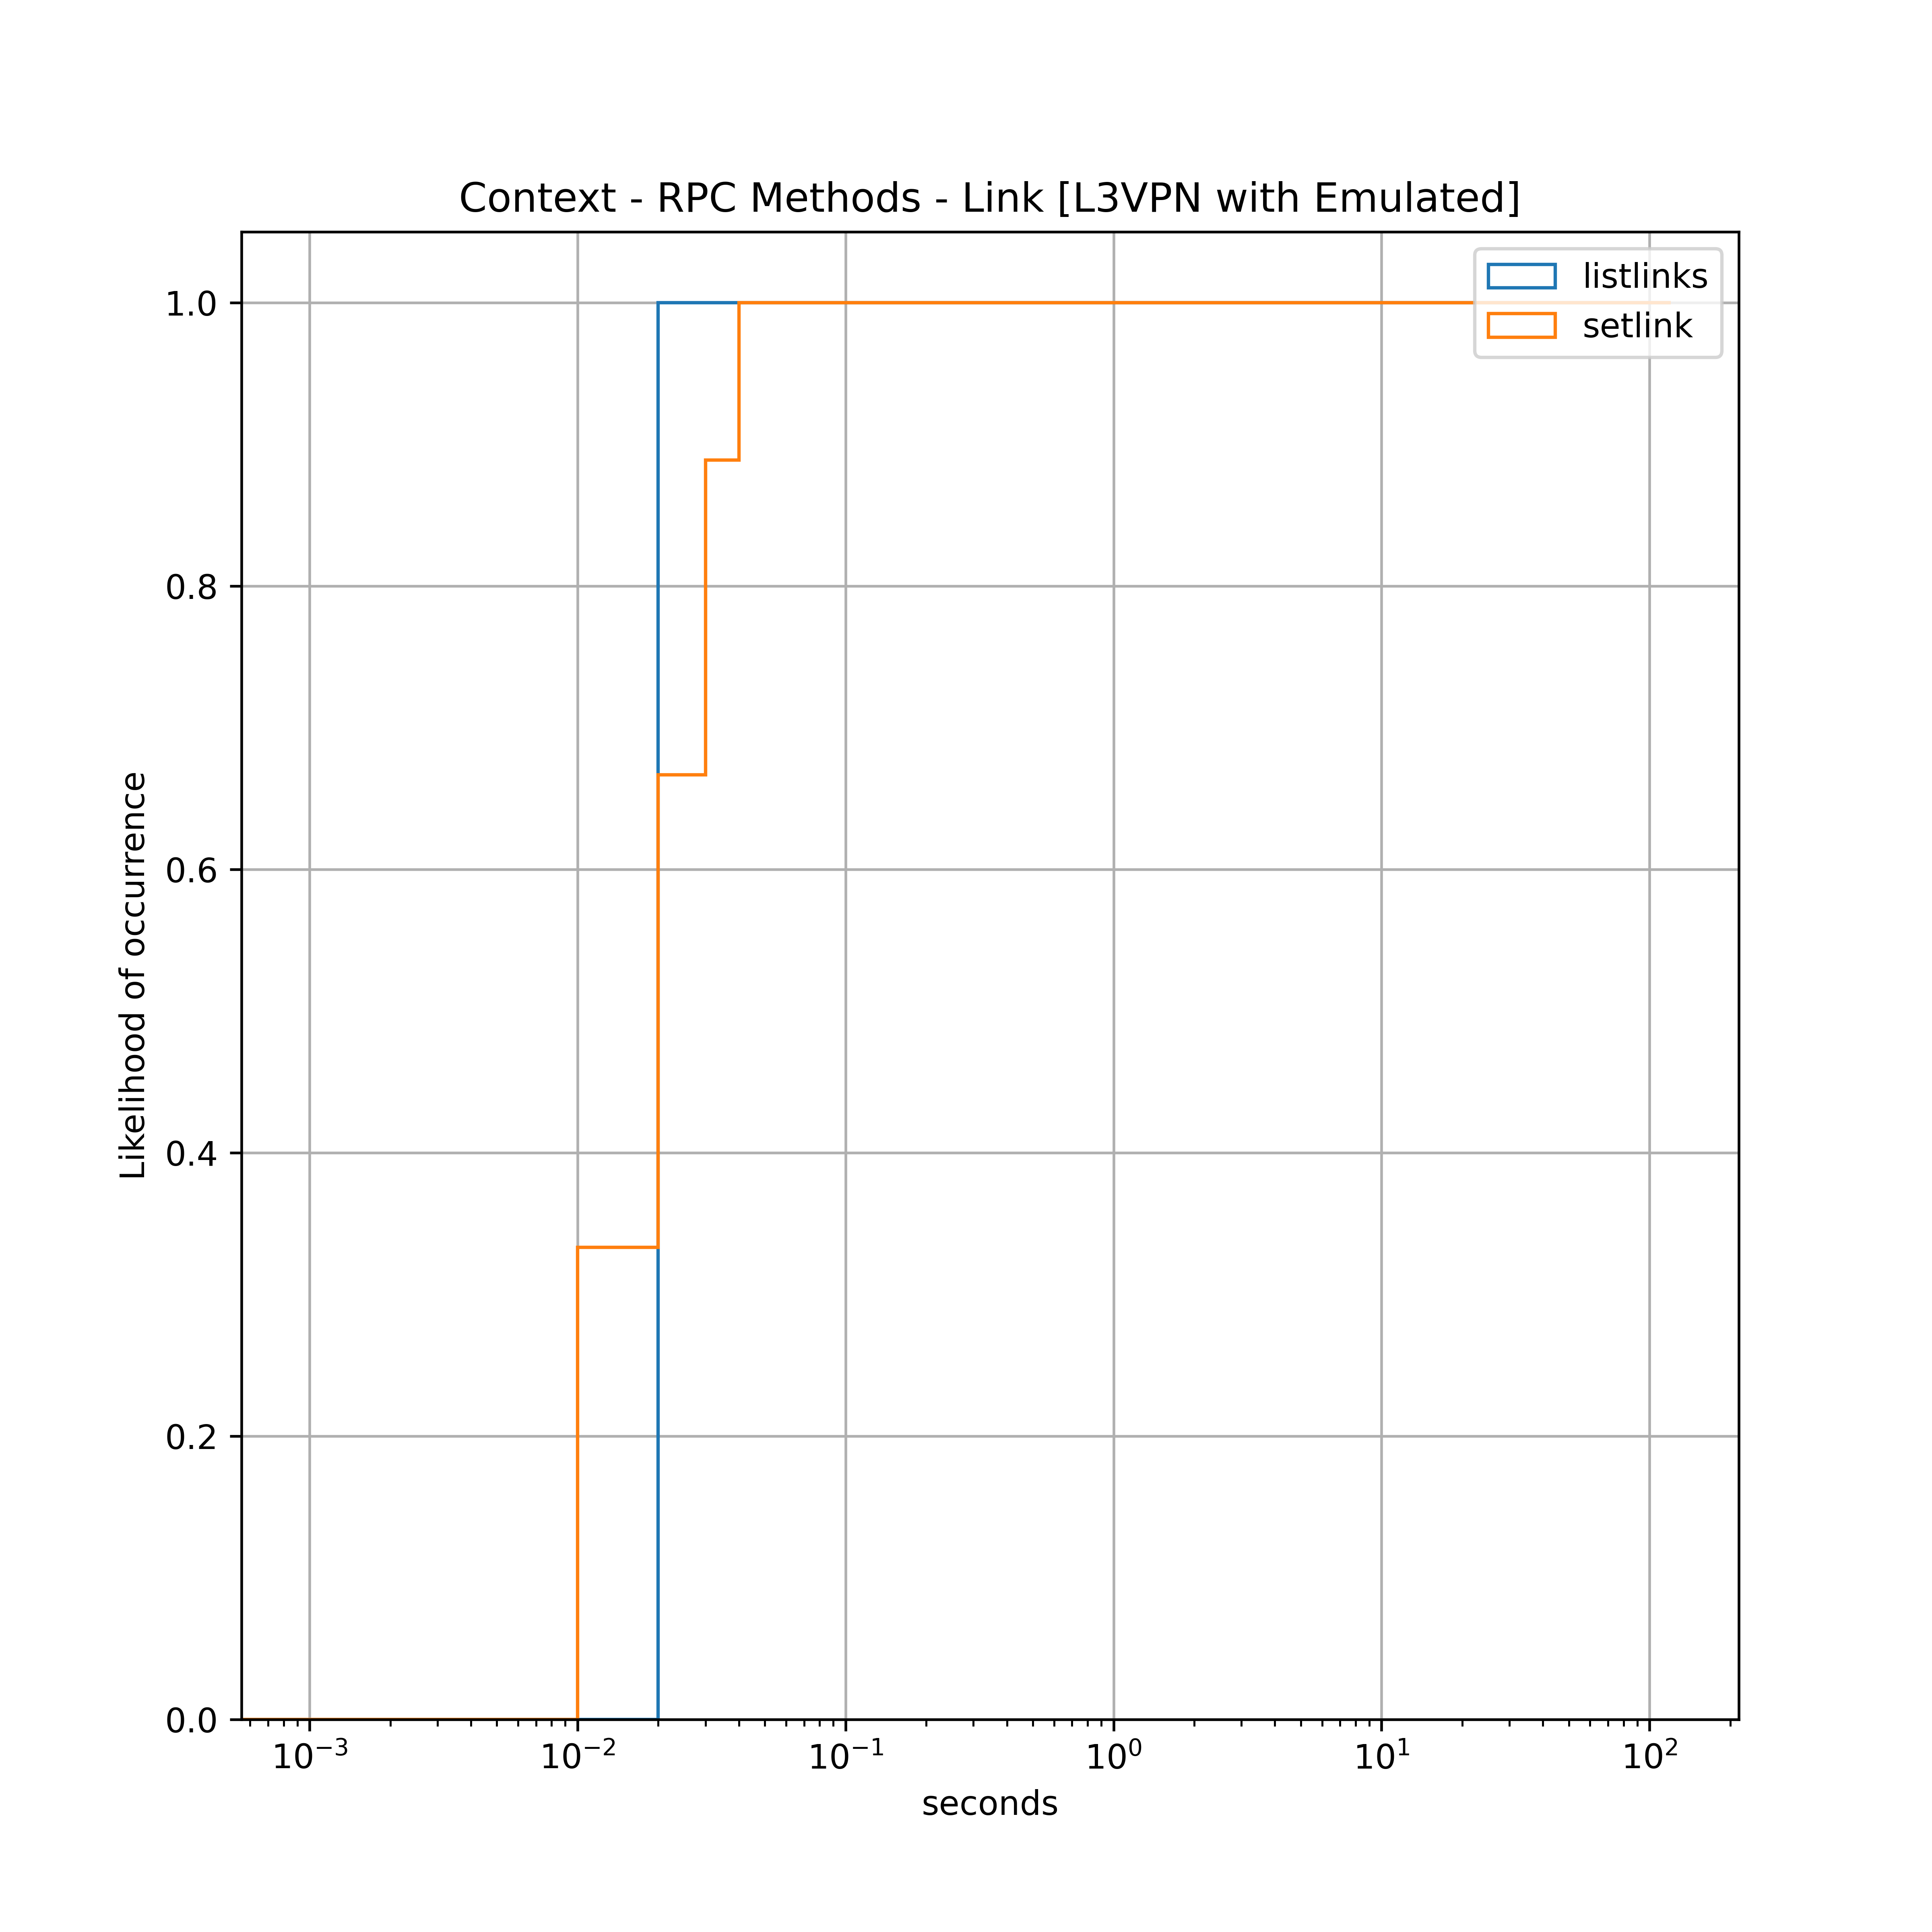 Context - RPC Methods - Link [L3VPN with Emulated]
listlinks
setlink
1.0
0.8
0.6
0.4
0.2
0.0
Likelihood of occurrence
10⁻³ 10⁻² 10⁻¹ 10⁰ 10¹ 10²
seconds